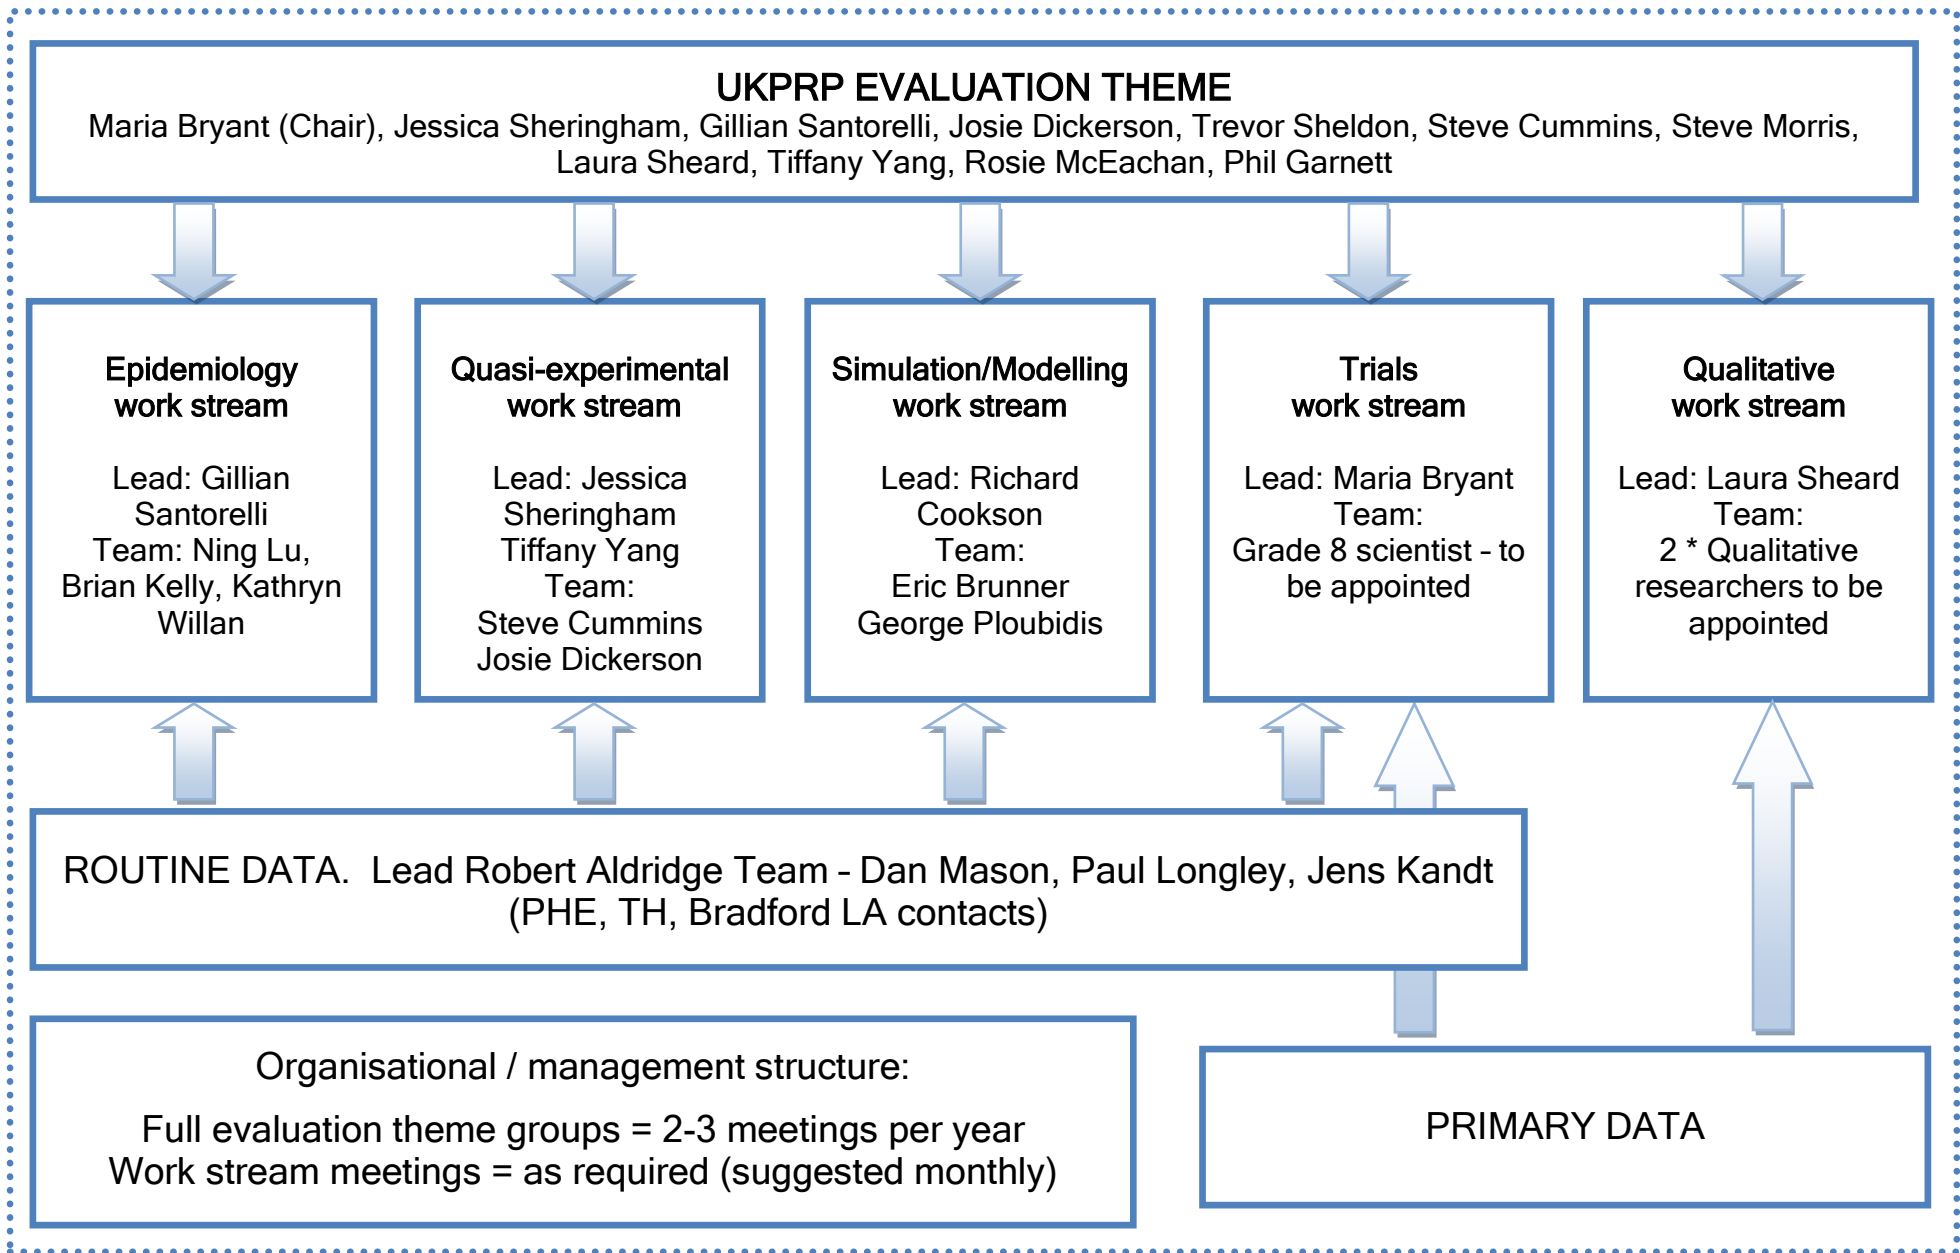 UKPRP EVALUATION THEME
Maria Bryant (Chair), Jessica Sheringham, Gillian Santorelli, Josie Dickerson, Trevor Sheldon, Steve Cummins, Steve Morris,
Laura Sheard, Tiffany Yang, Rosie McEachan, Phil Garnett
Epidemiology
work stream
Lead: Gillian
Santorelli
Team: Ning Lu,
Brian Kelly, Kathryn
Willan
Quasi-experimental
work stream
Lead: Jessica
Sheringham
Tiffany Yang
Team:
Steve Cummins
Josie Dickerson
Simulation/Modelling
work stream
Lead: Richard
Cookson
Team:
Eric Brunner
George Ploubidis
Trials
work stream
Lead: Maria Bryant
Team:
Grade 8 scientist – to
be appointed
Qualitative
work stream
Lead: Laura Sheard
Team:
2 * Qualitative
researchers to be
appointed
ROUTINE DATA.  Lead Robert Aldridge Team – Dan Mason, Paul Longley, Jens Kandt
(PHE, TH, Bradford LA contacts)
Organisational / management structure:
Full evaluation theme groups = 2-3 meetings per year
Work stream meetings = as required (suggested monthly)
PRIMARY DATA